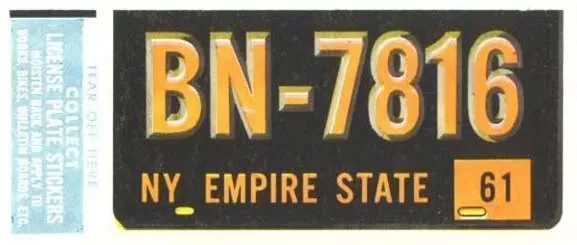 TEAR OFF HERE
COLLECT
LICENSE PLATE STICKERS
MOISTEN BACK AND APPLY TO
BOOKS, BIKES, BULLETIN BOARDS, ETC.
BN-7816
NY EMPIRE STATE 61